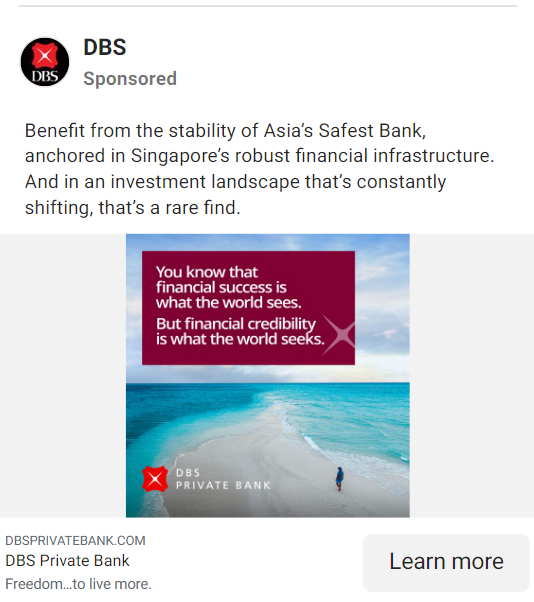 DBS
DBS
Sponsored
Benefit from the stability of Asia’s Safest Bank,
anchored in Singapore’s robust financial infrastructure.
And in an investment landscape that’s constantly
shifting, that’s a rare find.
You know that
financial success is
what the world sees.
But financial credibility
is what the world seeks.
DBS
PRIVATE BANK
DBSPRIVATEBANK.COM
DBS Private Bank
Freedom...to live more.
Learn more